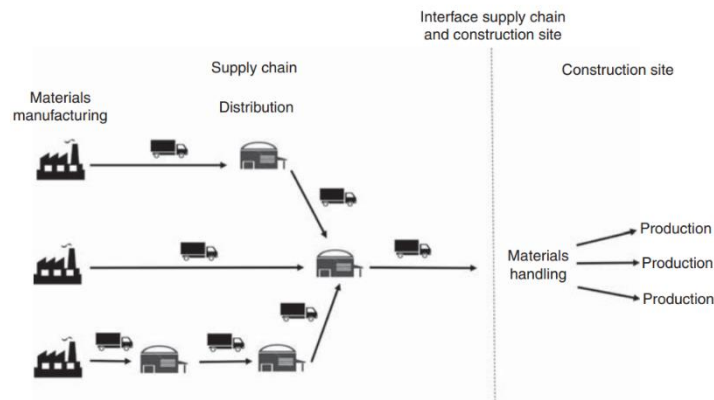 Interface supply chain
and construction site
Supply chain
Construction site
Materials
manufacturing
Distribution
Production
Materials
handling
Production
Production